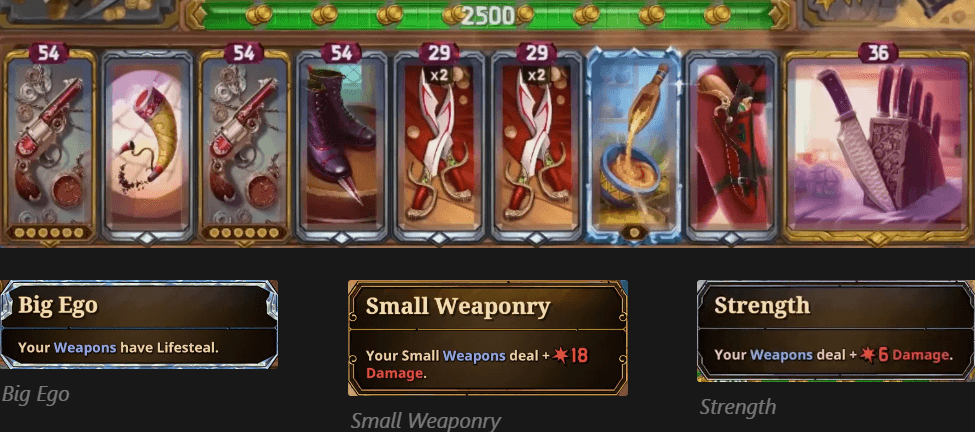 2500
54 54 54 29 29 36
x2 x2
Big Ego Small Weaponry Strength
Your Weapons have Lifesteal. Your Small Weapons deal + 18 Your Weapons deal + 6 Damage.
Damage.
Big Ego Small Weaponry Strength